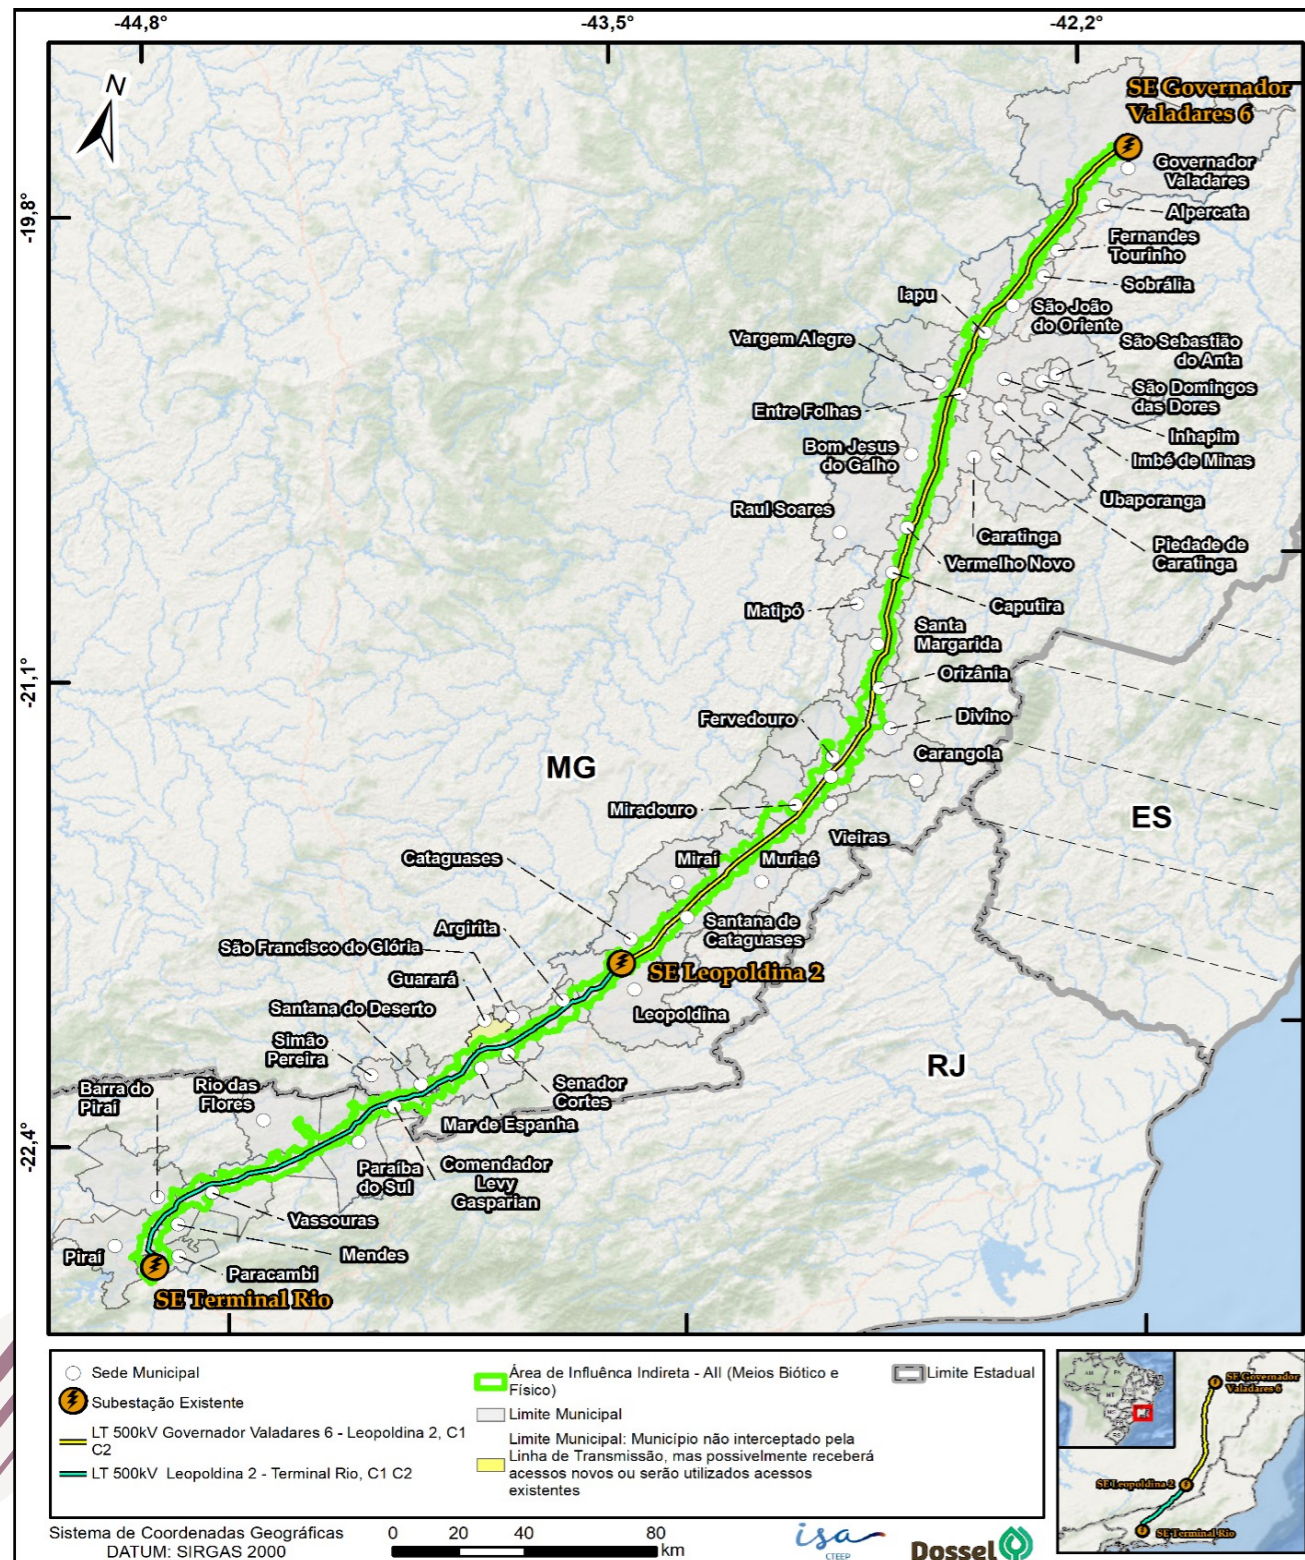 -44,8°
-43,5°
-42,2°
N
SE Governador
Valadares 6
Governador
Valadares
-19,8°
Alpercata
Fernandes
Tourinho
Sobrália
Iapu
São João
do Oriente
Vargem Alegre
São Sebastião
do Anta
São Domingos
das Dores
Entre Folhas
Inhapim
Bom Jesus
do Galho
Imbé de Minas
Ubaporanga
Raul Soares
Caratinga
Piedade de
Caratinga
Vermelho Novo
Matipó
Caputira
Santa
Margarida
-21,1°
Orizânia
Fervedouro
Divino
Carangola
MG
Miradouro
ES
Vieiras
Cataguases
Miraí
Muriaé
Argirita
Santana de
Cataguases
São Francisco do Glória
SE Leopoldina 2
Guarará
Santana do Deserto
Leopoldina
Simão
Pereira
RJ
Barra do
Piraí
Rio das
Flores
Senador
Cortes
Mar de Espanha
-22,4°
Paraíba
do Sul
Comendador
Levy
Gasparian
Vassouras
Mendes
Piraí
Paracambi
SE Terminal Rio
Sede Municipal
Subestação Existente
LT 500kV Governador Valadares 6 - Leopoldina 2, C1
C2
LT 500kV Leopoldina 2 - Terminal Rio, C1 C2
Área de Influênca Indireta - AII (Meios Biótico e
Físico)
Limite Municipal
Limite Municipal: Município não interceptado pela
Linha de Transmissão, mas possivelmente receberá
acessos novos ou serão utilizados acessos
existentes
Limite Estadual
SE Governador
Valadares 6
SE Leopoldina 2
SE Terminal Rio
Sistema de Coordenadas Geográficas
DATUM: SIRGAS 2000
0 20 40 80
km
isa
CTEEP
Dossel